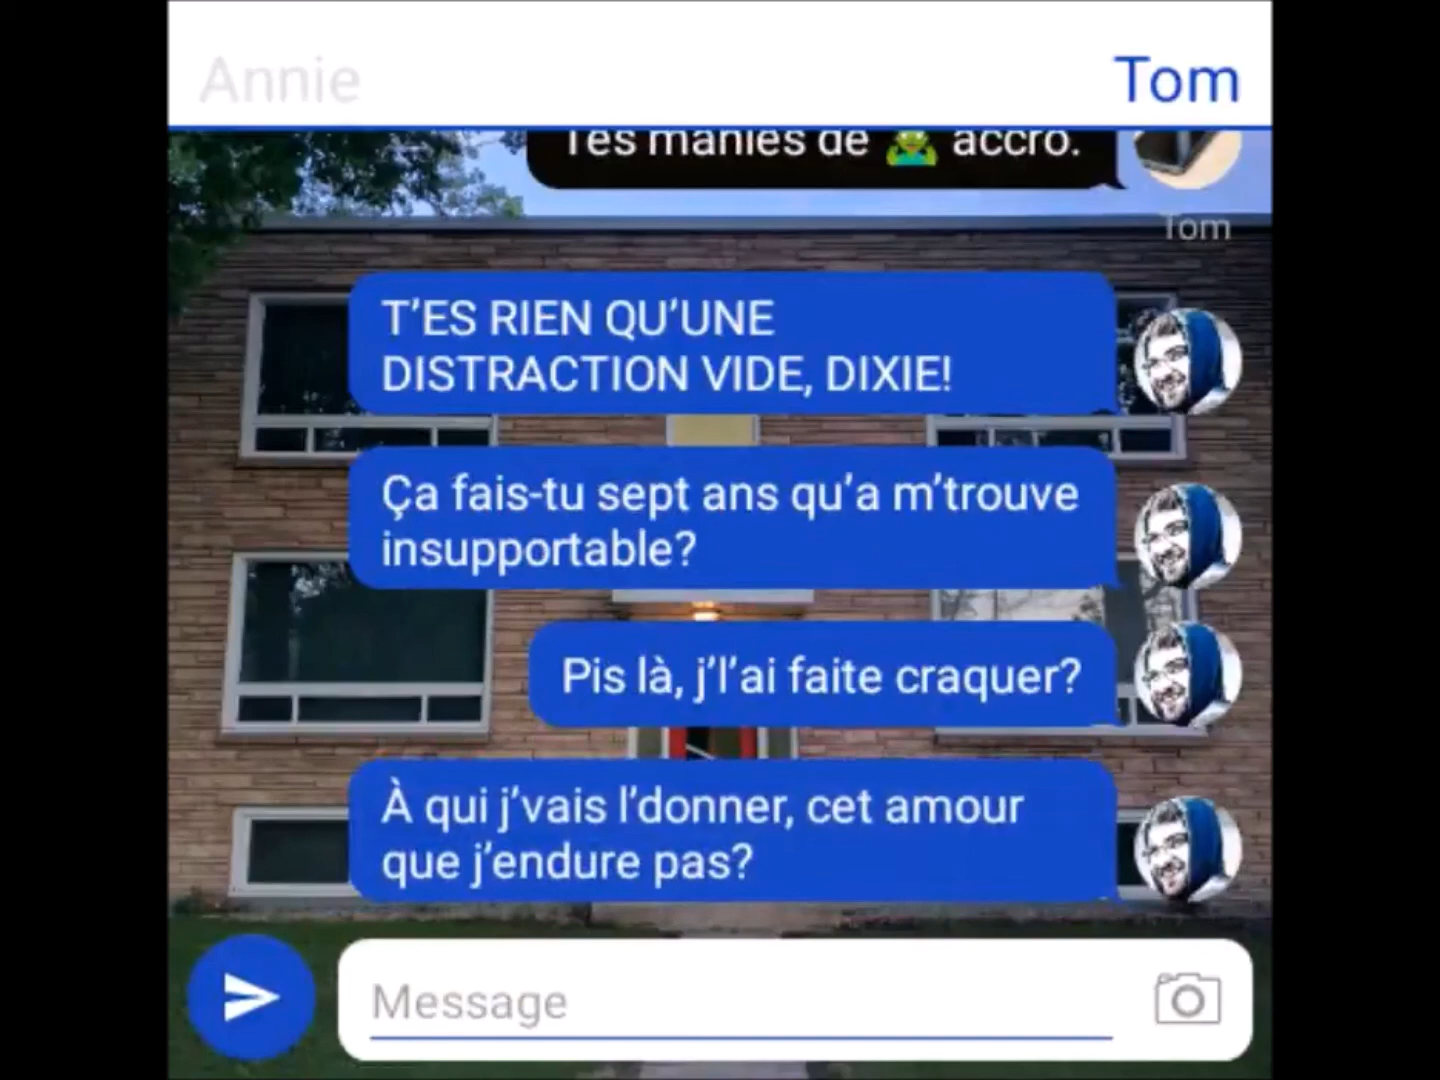 Annie
Tom
Tes manies de 🧟‍♂️ accro.
Tom
T’ES RIEN QU’UNE
DISTRACTION VIDE, DIXIE!
Ça fais-tu sept ans qu’a m’trouve
insupportable?
Pis là, j’l’ai faite craquer?
À qui j’vais l’donner, cet amour
que j’endure pas?
Message